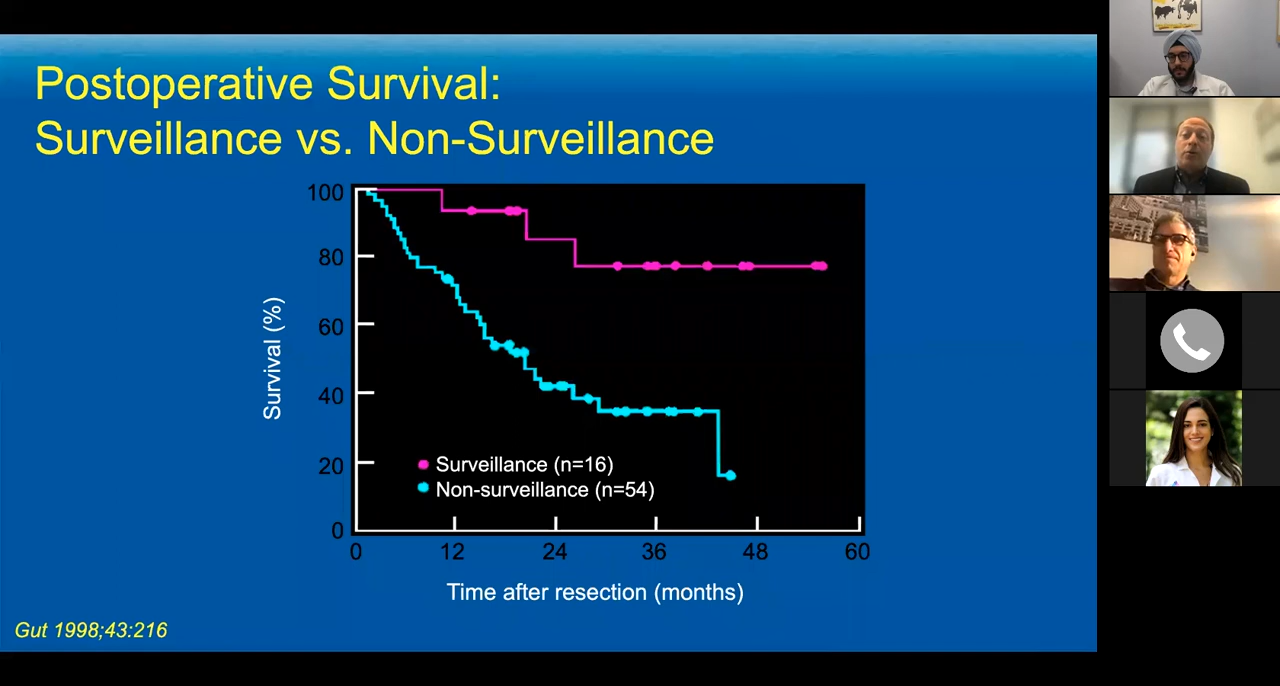 Postoperative Survival:
Surveillance vs. Non-Surveillance
100
80
60
40
20
0
Survival (%)
Surveillance (n=16)
Non-surveillance (n=54)
0 12 24 36 48 60
Time after resection (months)
Gut 1998;43:216